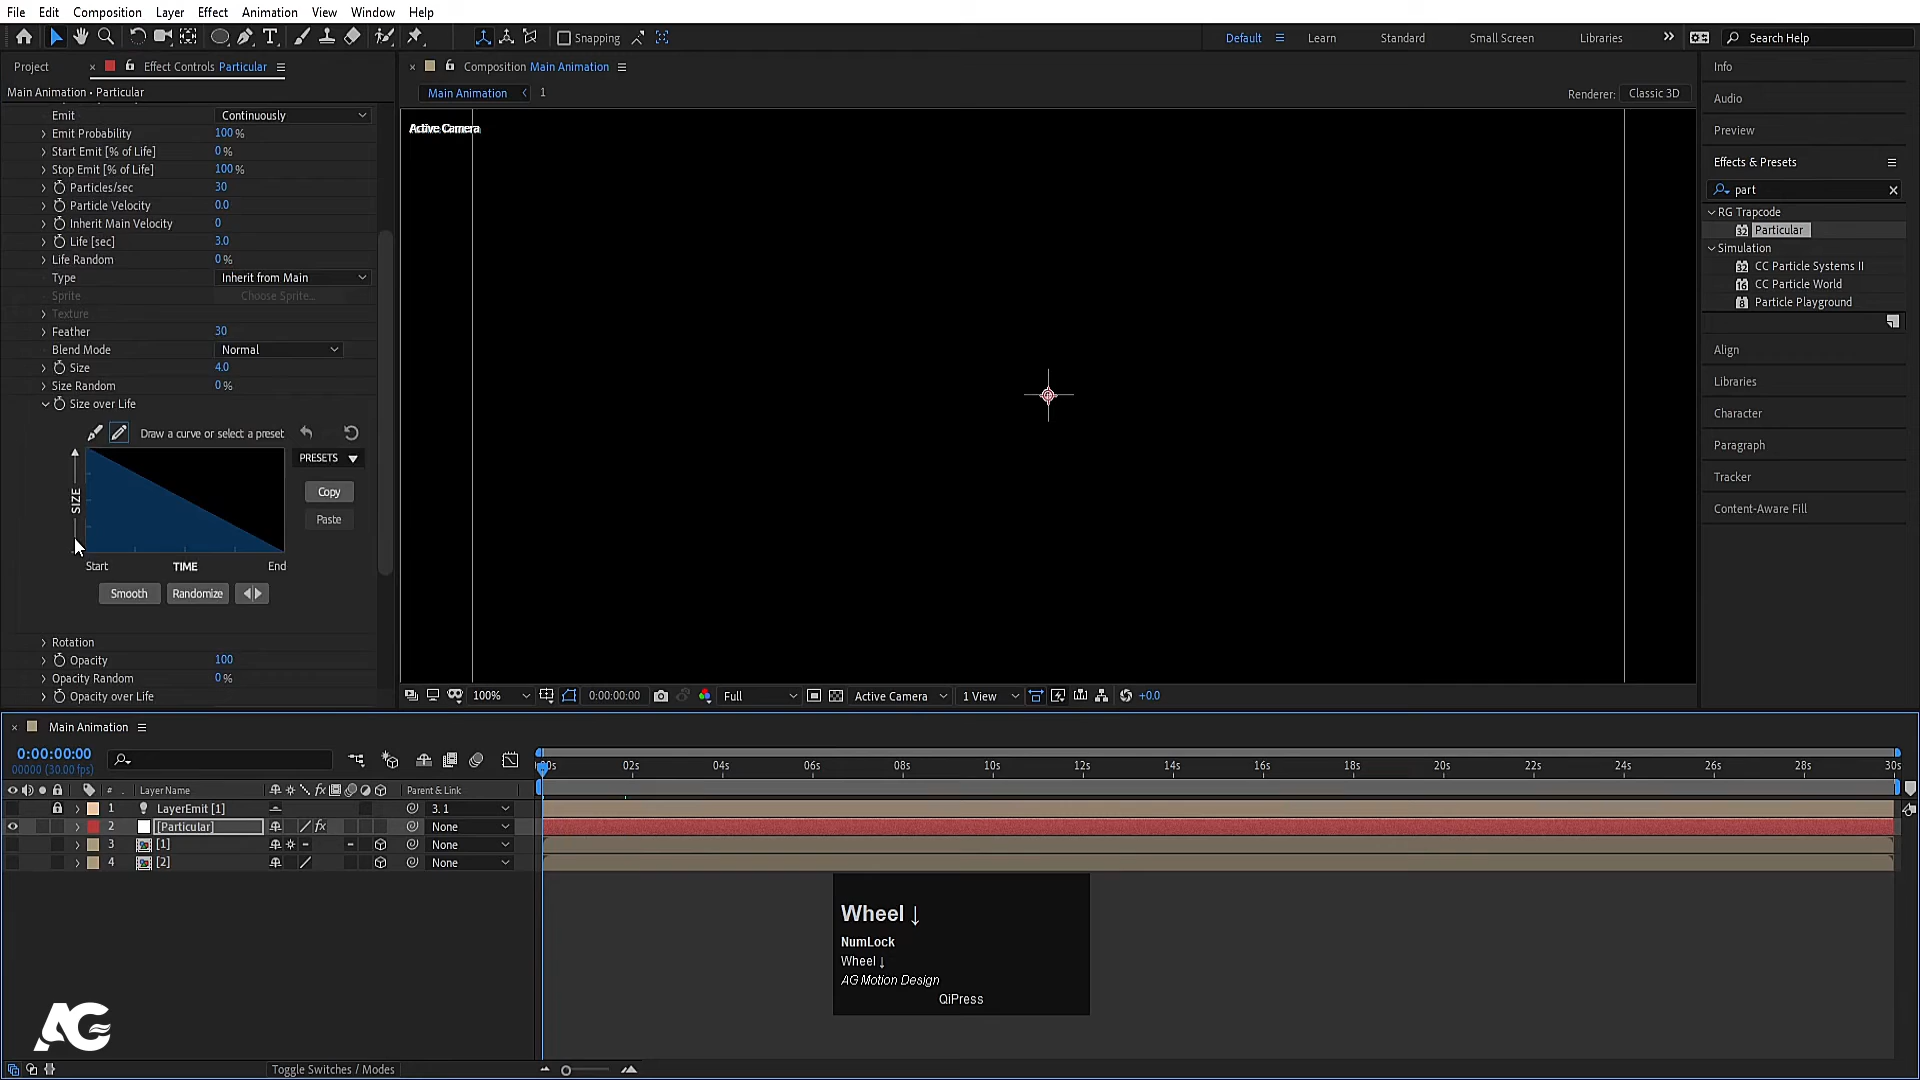 File Edit Composition Layer Effect Animation View Window Help
Snapping Default Learn Standard Small Screen Libraries Search Help
Project Effect Controls Particular
Composition Main Animation
Info
Main Animation • Particular
Main Animation 1
Renderer: Classic 3D
Audio
Emit Continuously
Active Camera
Preview
Emit Probability 100 %
Start Emit [% of Life] 0 %
Effects & Presets
Stop Emit [% of Life] 100 %
Particles/sec 30
part
Particle Velocity 0.0
RG Trapcode
Inherit Main Velocity 0
Particular
Life [sec] 3.0
Simulation
Life Random 0 %
CC Particle Systems II
Type Inherit from Main
CC Particle World
Sprite Choose Sprite...
Particle Playground
Texture
Feather 30
Blend Mode Normal
Align
Size 4.0
Libraries
Size Random 0 %
Size over Life
Character
Draw a curve or select a preset
Paragraph
PRESETS
Tracker
SIZE
Copy
Content-Aware Fill
Paste
Start TIME End
Smooth Randomize
Rotation
Opacity 100
Opacity Random 0 %
Opacity over Life
100% 0:00:00:00 Full Active Camera 1 View +0.0
Main Animation
0:00:00:00
00000 (30.00 fps)
00s 02s 04s 06s 08s 10s 12s 14s 16s 18s 20s 22s 24s 26s 28s 30s
# Layer Name fx Parent & Link
1 LayerEmit [1] 3. 1
2 [Particular] fx None
3 [1] None
4 [2] None
Wheel ↓
NumLock
Wheel ↓
AG Motion Design
QiPress
AG
Toggle Switches / Modes